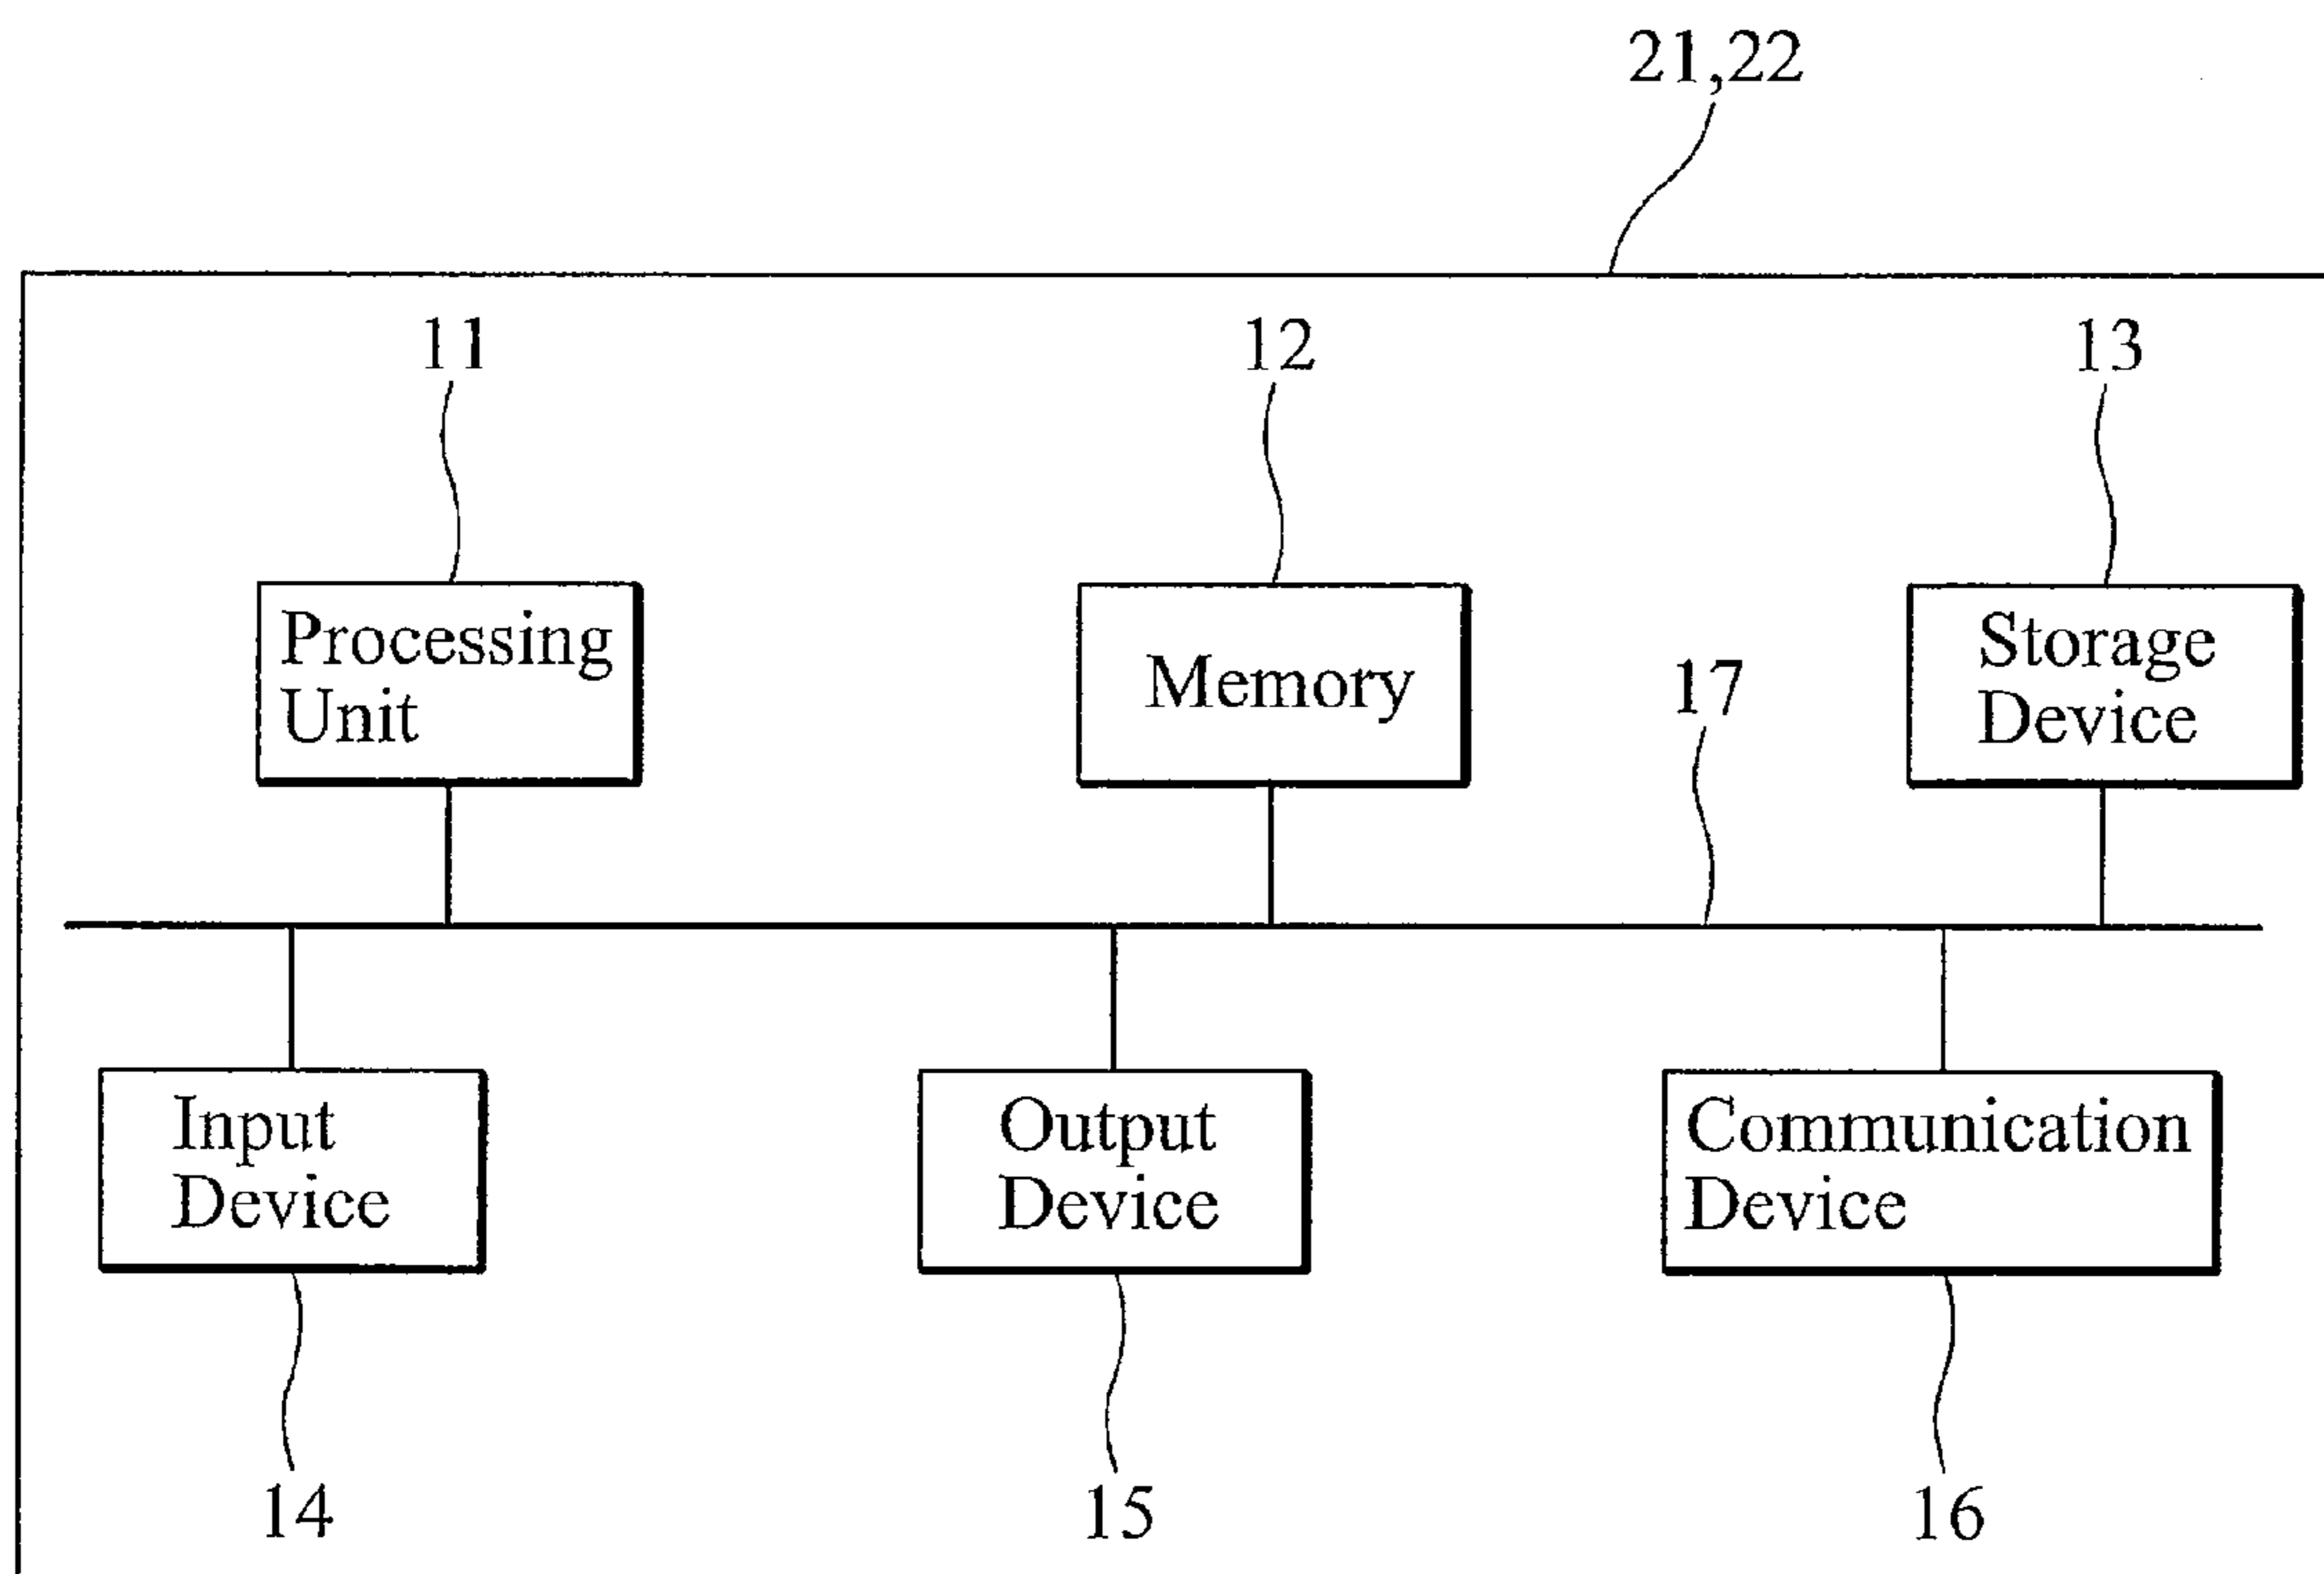 21,22
11
12
13
Processing
Unit
Memory
Storage
Device
17
Input
Device
Output
Device
Communication
Device
14
15
16